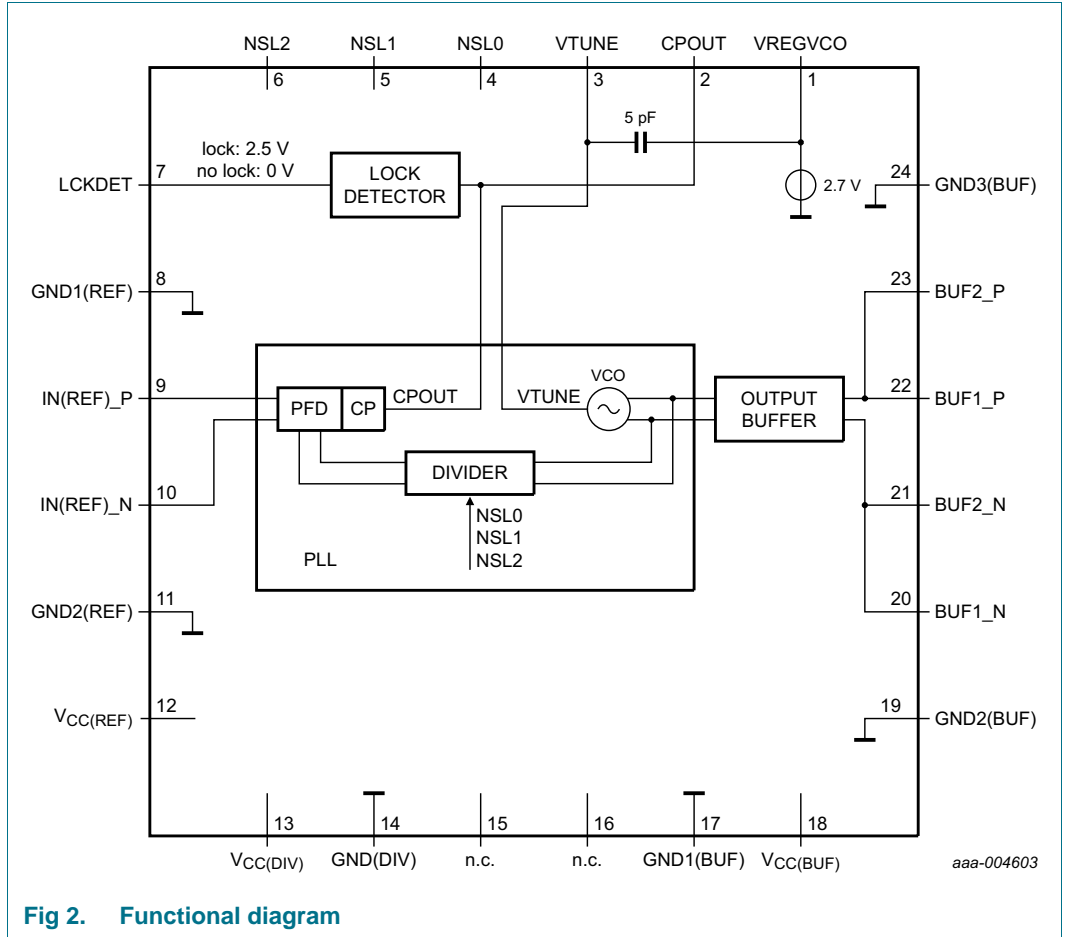 NSL2 NSL1 NSL0 VTUNE CPOUT VREGVCO
6 5 4 3 2 1
5 pF
lock: 2.5 V
no lock: 0 V
LCKDET 7
LOCK
DETECTOR
2.7 V
24 GND3(BUF)
GND1(REF) 8
23 BUF2_P
IN(REF)_P 9
PFD CP CPOUT
VTUNE VCO
OUTPUT
BUFFER
22 BUF1_P
DIVIDER
IN(REF)_N 10
21 BUF2_N
NSL0
NSL1
NSL2
PLL
GND2(REF) 11
20 BUF1_N
VCC(REF) 12
19 GND2(BUF)
13 14 15 16 17 18
VCC(DIV) GND(DIV) n.c. n.c. GND1(BUF) VCC(BUF)
aaa-004603
Fig 2. Functional diagram